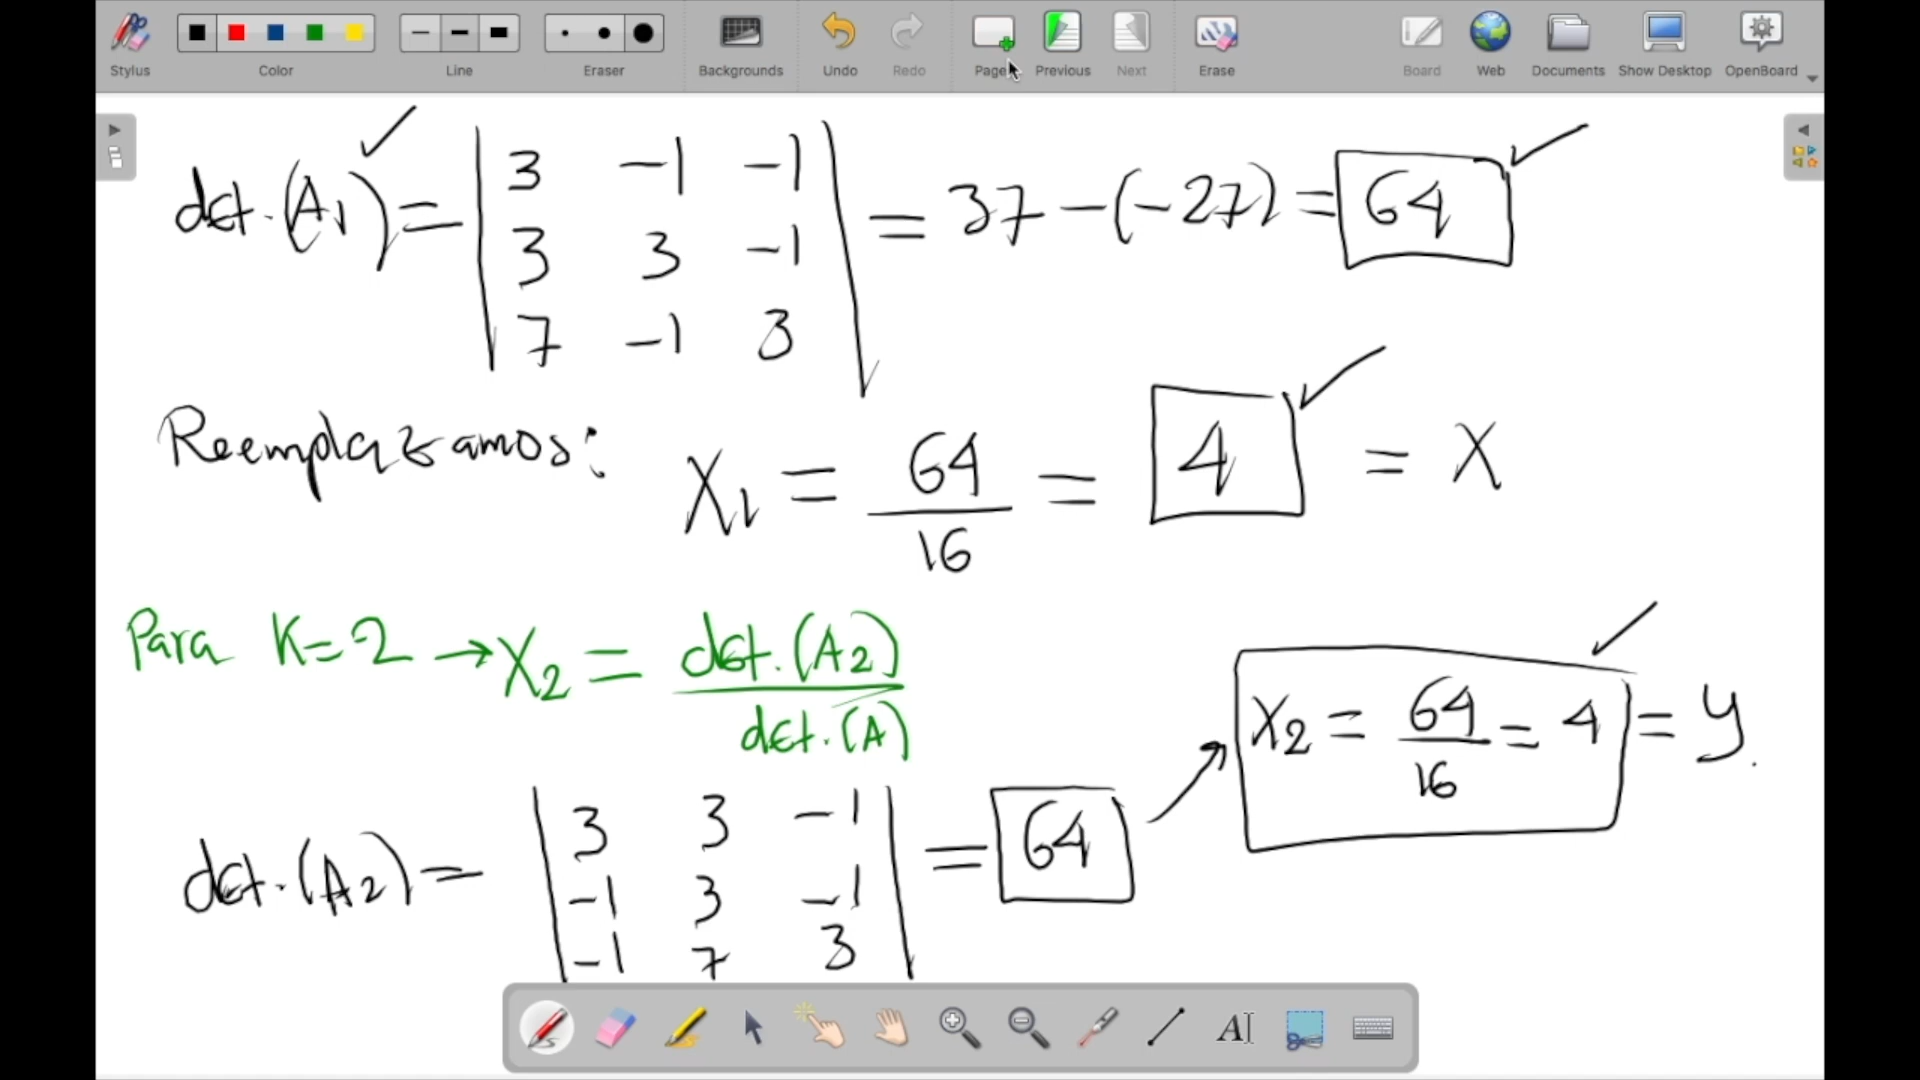 Stylus Color Line Eraser Backgrounds Undo Redo Page Previous Next Erase Board Web Documents Show Desktop OpenBoard
det.(A1) = | 3 -1 -1 | = 37 - (-27) = 64
3 3 -1
7 -1 3
Reemplazamos: X1 = 64/16 = 4 = X
Para K=2 → X2 = det.(A2)/det.(A)
X2 = 64/16 = 4 = y.
det.(A2) = | 3 3 -1 | = 64
-1 3 -1
-1 7 3
AI